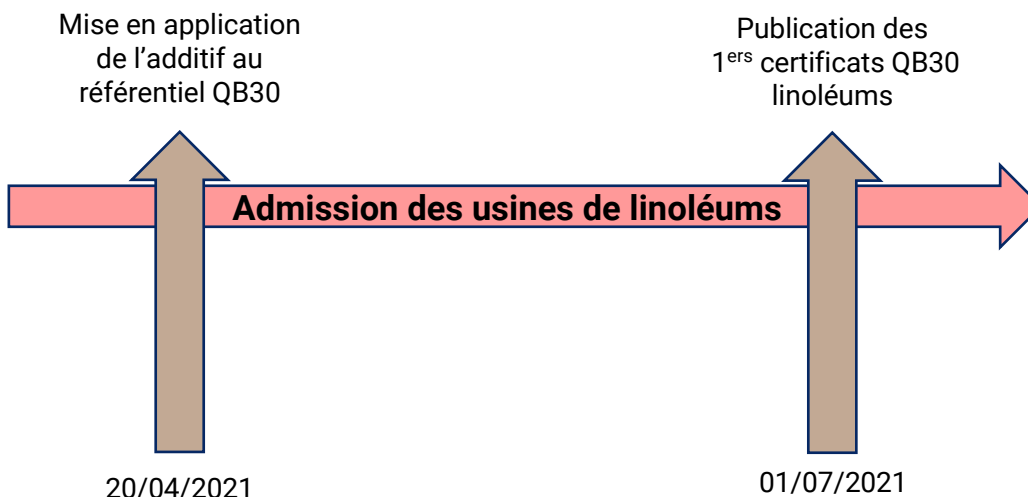 Mise en application
de l’additif au
référentiel QB30
Publication des
1ers certificats QB30
linoléums
Admission des usines de linoléums
20/04/2021
01/07/2021